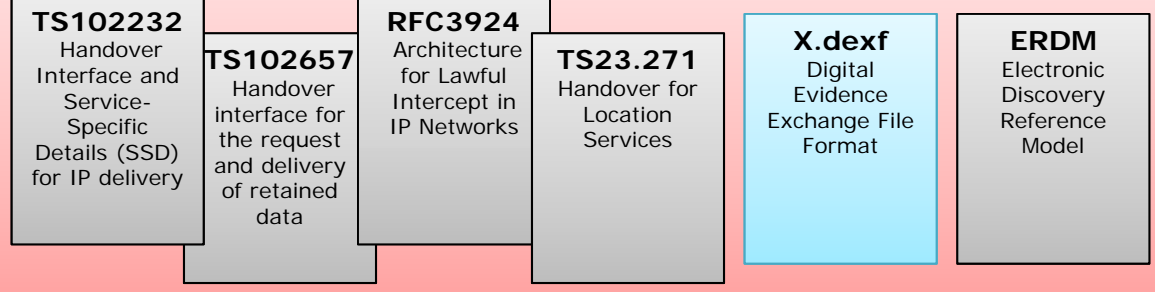 TS102232
Handover
Interface and
Service-
Specific
Details (SSD)
for IP delivery
TS102657
Handover
interface for
the request
and delivery
of retained
data
RFC3924
Architecture
for Lawful
Intercept in
IP Networks
TS23.271
Handover for
Location
Services
X.dexf
Digital
Evidence
Exchange File
Format
ERDM
Electronic
Discovery
Reference
Model